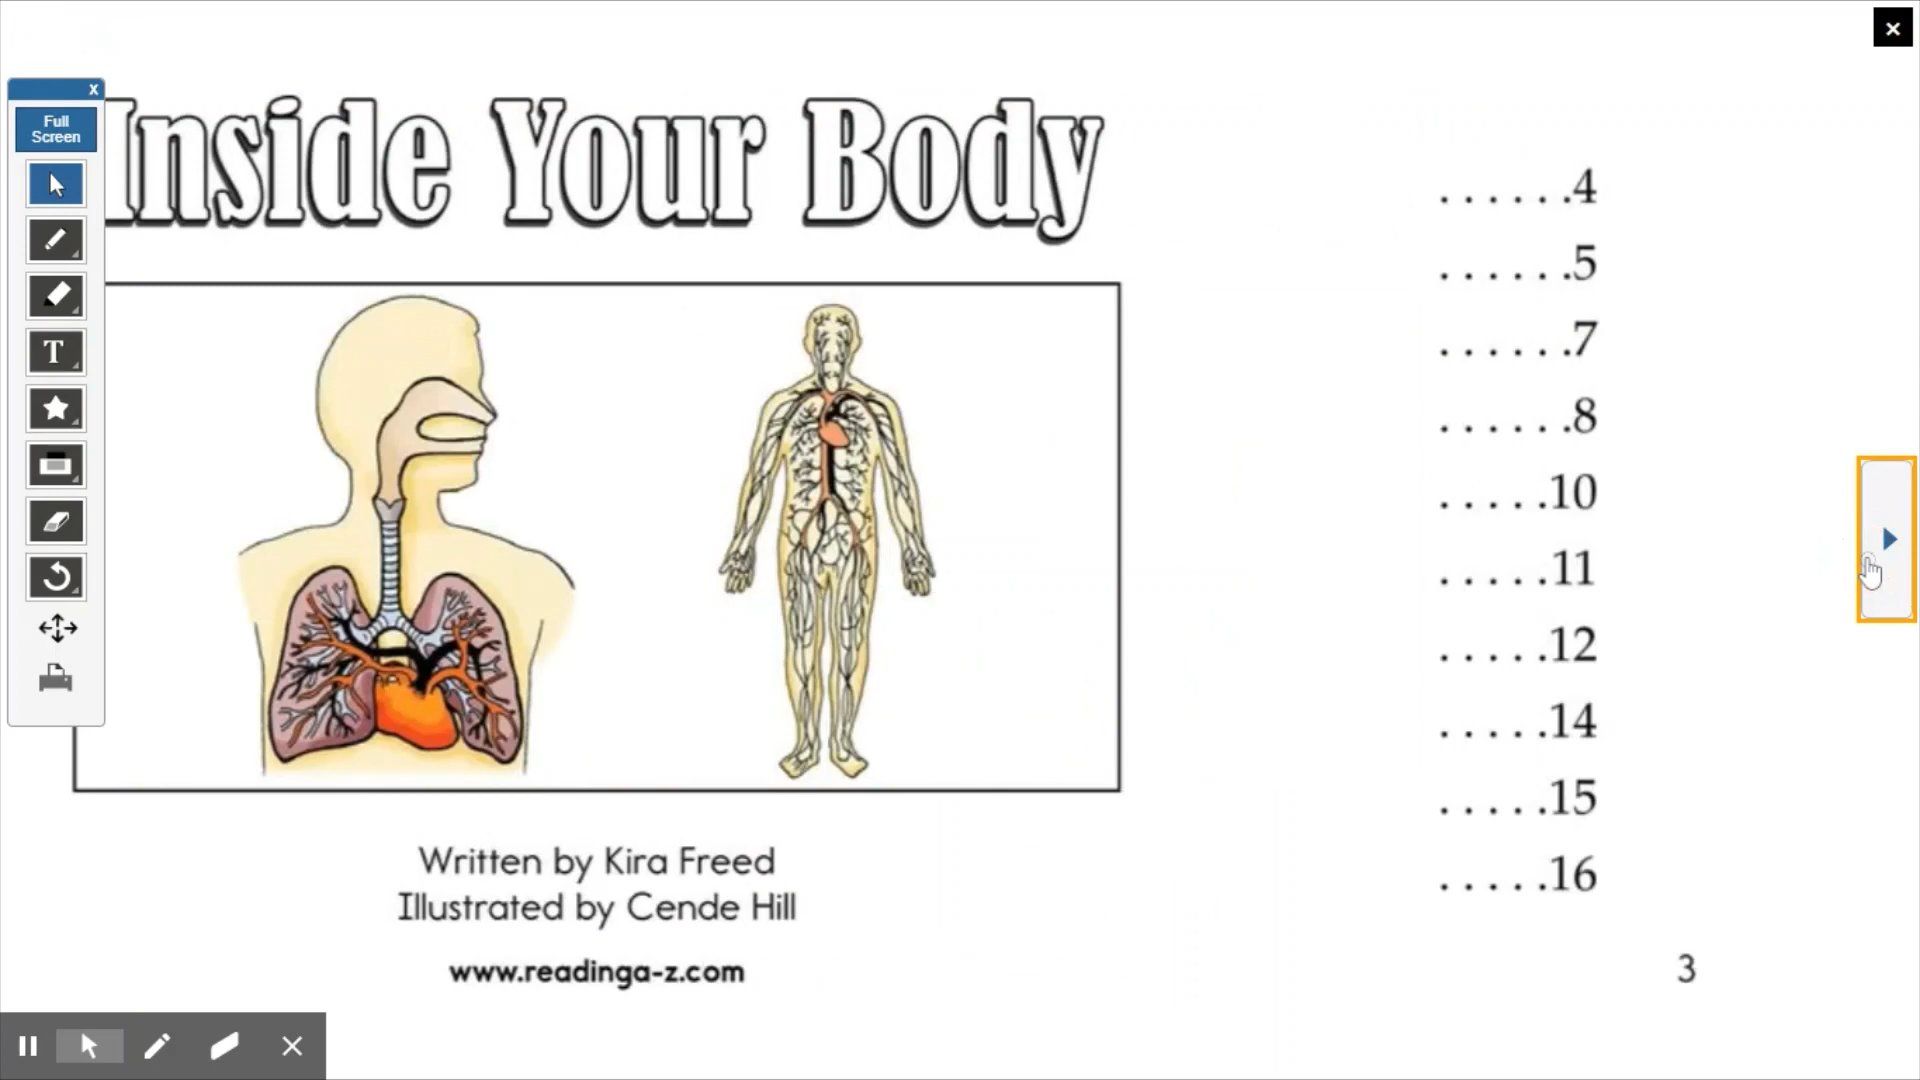 x
Full
Screen
T
Inside Your Body
Written by Kira Freed
Illustrated by Cende Hill
www.readinga-z.com
. . . . . .4
. . . . . .5
. . . . . .7
. . . . . .8
. . . . .10
. . . . .11
. . . . .12
. . . . .14
. . . . .15
. . . . .16
3